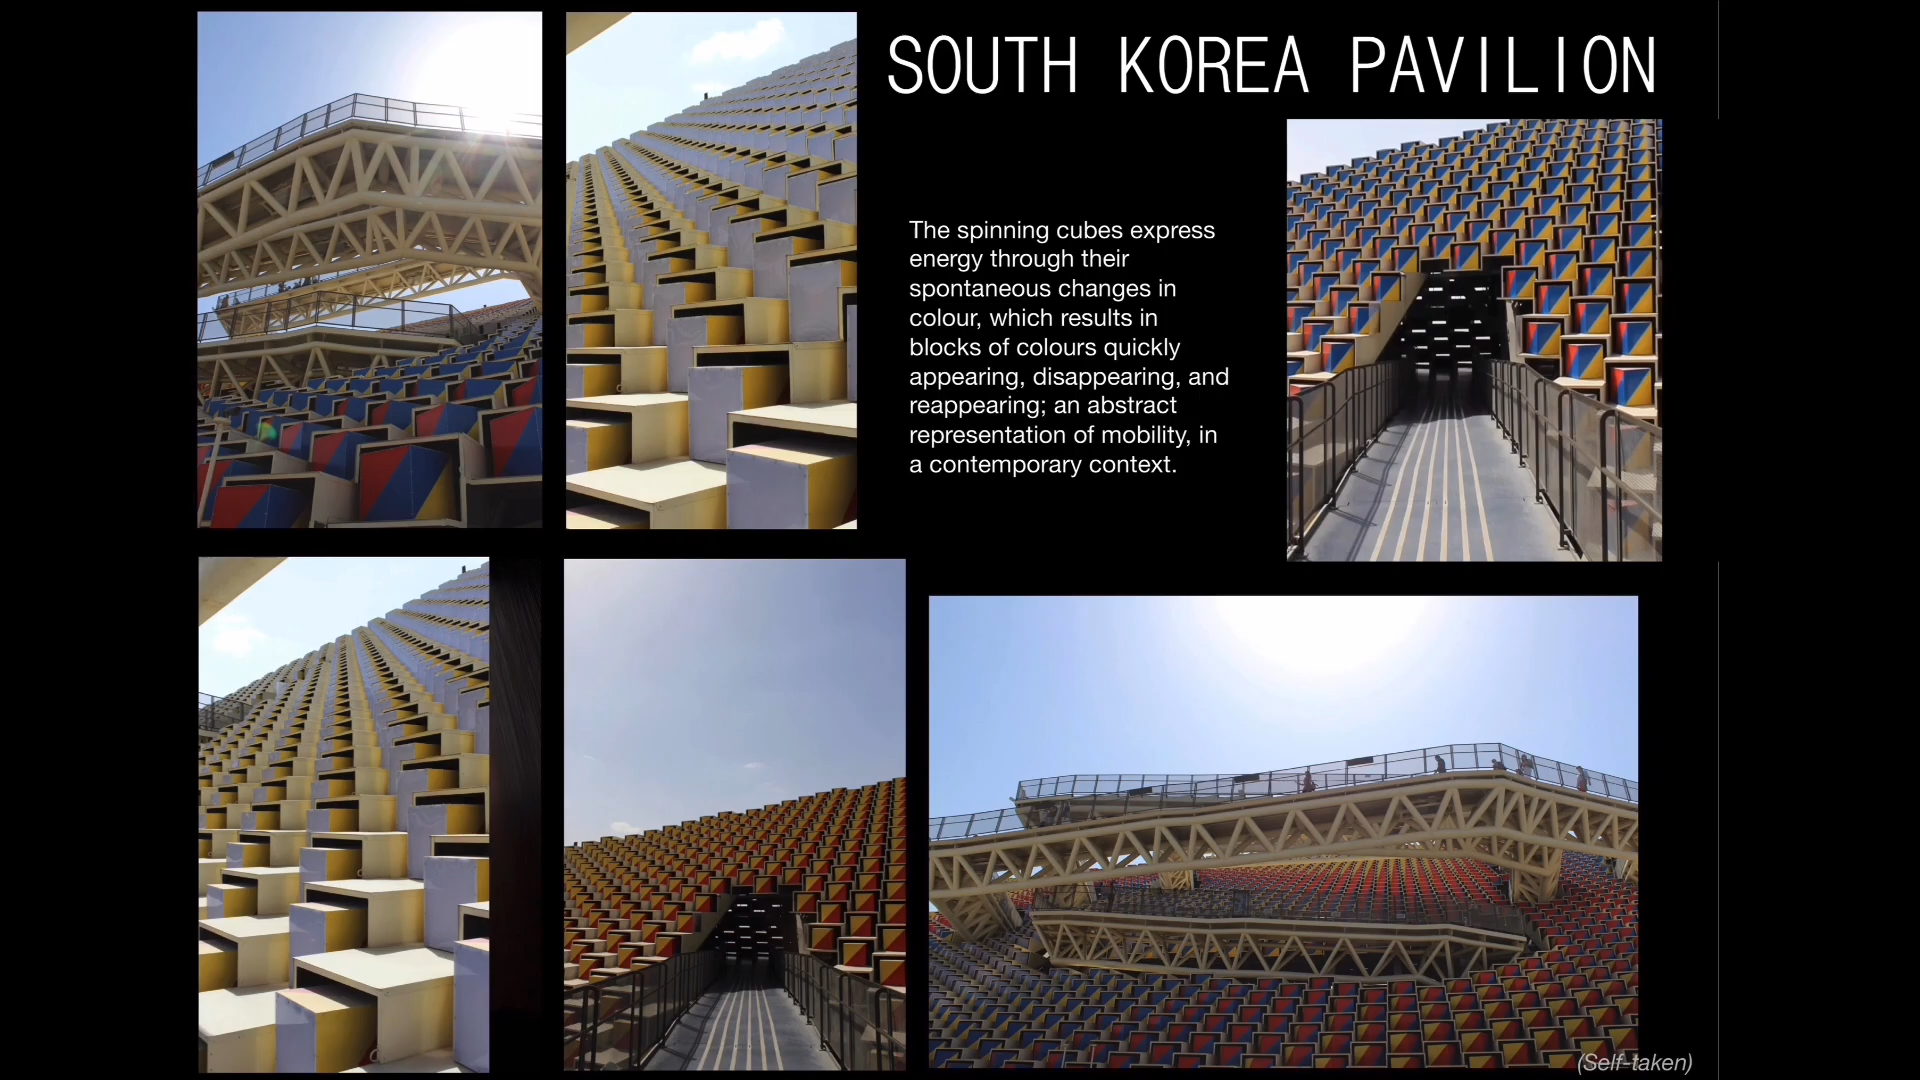 SOUTH KOREA PAVILION
The spinning cubes express
energy through their
spontaneous changes in
colour, which results in
blocks of colours quickly
appearing, disappearing, and
reappearing; an abstract
representation of mobility, in
a contemporary context.
(Self-taken)